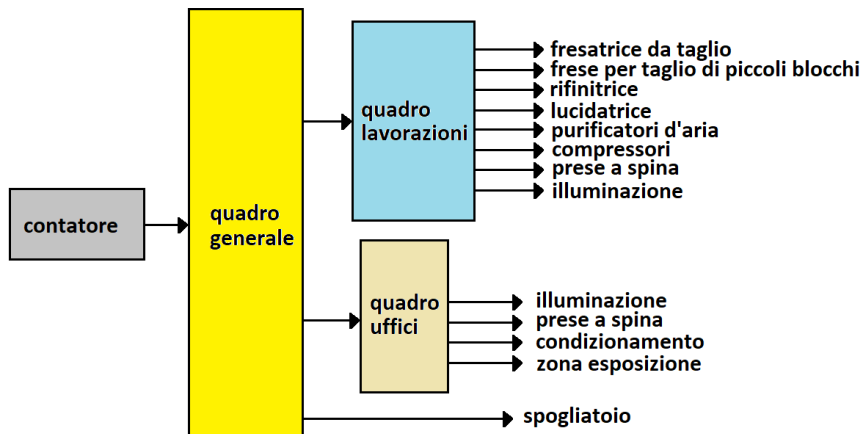 contatore
quadro
generale
quadro
lavorazioni
fresatrice da taglio
frese per taglio di piccoli blocchi
rifinitrice
lucidatrice
purificatori d'aria
compressori
prese a spina
illuminazione
quadro
uffici
illuminazione
prese a spina
condizionamento
zona esposizione
spogliatoio